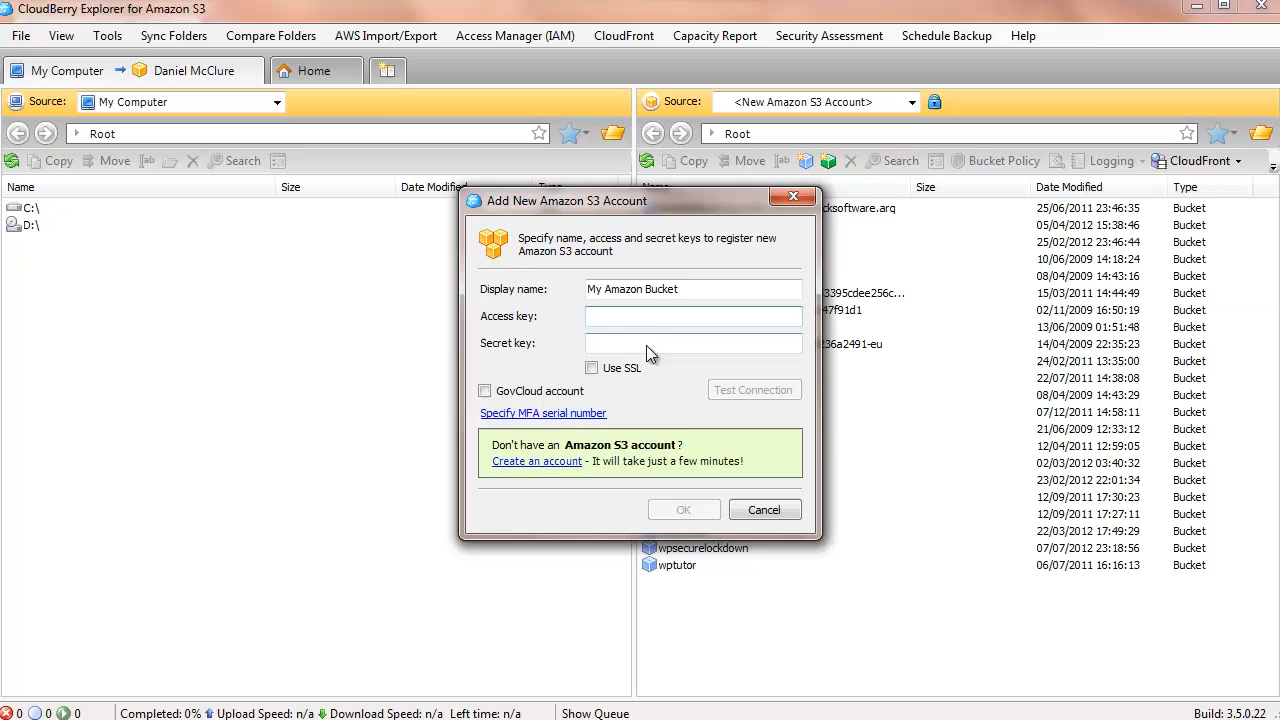 CloudBerry Explorer for Amazon S3
File View Tools Sync Folders Compare Folders AWS Import/Export Access Manager (IAM) CloudFront Capacity Report Security Assessment Schedule Backup Help
My Computer Daniel McClure Home
Source: My Computer
Root
Copy Move Search
Name Size Date Modified Type
C:\
D:\
Source: <New Amazon S3 Account>
Root
Copy Move Search Bucket Policy Logging CloudFront
Name Size Date Modified Type
cksoftware.arq 25/06/2011 23:46:35 Bucket
05/04/2012 15:38:46 Bucket
25/02/2012 23:46:44 Bucket
10/06/2009 14:18:24 Bucket
08/04/2009 14:43:16 Bucket
3395cdee256c... 15/03/2011 14:44:49 Bucket
47f91d1 02/11/2009 16:50:19 Bucket
13/06/2009 01:51:48 Bucket
236a2491-eu 14/04/2009 22:35:23 Bucket
24/02/2011 13:35:00 Bucket
22/07/2011 14:38:08 Bucket
08/04/2009 14:43:29 Bucket
07/12/2011 14:58:11 Bucket
21/06/2009 12:33:12 Bucket
12/04/2011 12:59:05 Bucket
02/03/2012 03:40:32 Bucket
23/02/2012 22:01:34 Bucket
12/09/2011 17:30:23 Bucket
12/09/2011 17:27:11 Bucket
22/03/2012 17:49:29 Bucket
wpsecurelockdown 07/07/2012 23:18:56 Bucket
wptutor 06/07/2011 16:16:13 Bucket
Add New Amazon S3 Account
Specify name, access and secret keys to register new
Amazon S3 account
Display name: My Amazon Bucket
Access key:
Secret key:
Use SSL
GovCloud account Test Connection
Specify MFA serial number
Don't have an Amazon S3 account ?
Create an account - It will take just a few minutes!
OK Cancel
0 0 0 Completed: 0% Upload Speed: n/a Download Speed: n/a Left time: n/a Show Queue Build: 3.5.0.22